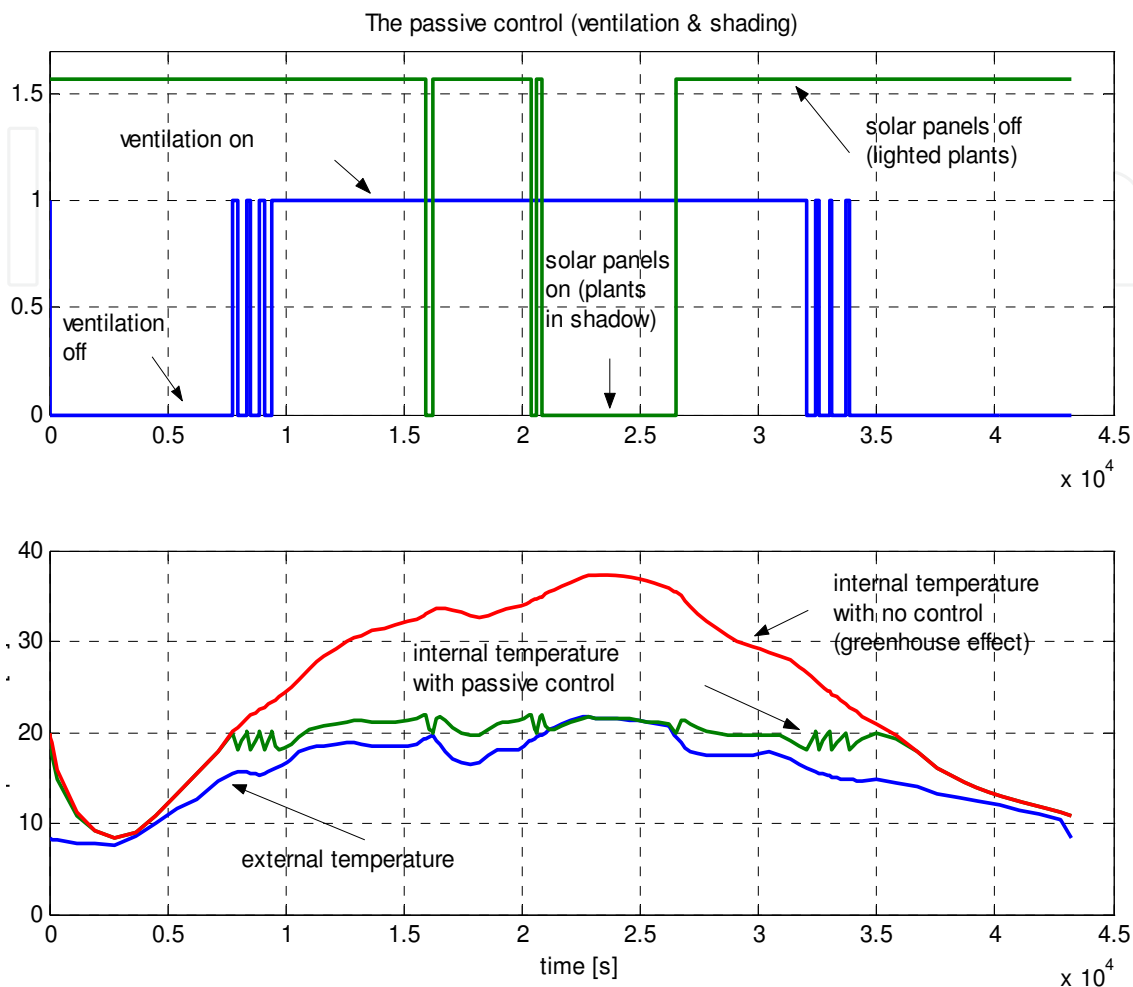 The passive control (ventilation & shading)
1.5
1
0.5
0
ventilation on
solar panels off
(lighted plants)
solar panels
on (plants
in shadow)
ventilation
off
0 0.5 1 1.5 2 2.5 3 3.5 4 4.5
x 10^4
40
30
20
10
0
internal temperature
with no control
(greenhouse effect)
internal temperature
with passive control
external temperature
0 0.5 1 1.5 2 2.5 3 3.5 4 4.5
time [s]
x 10^4